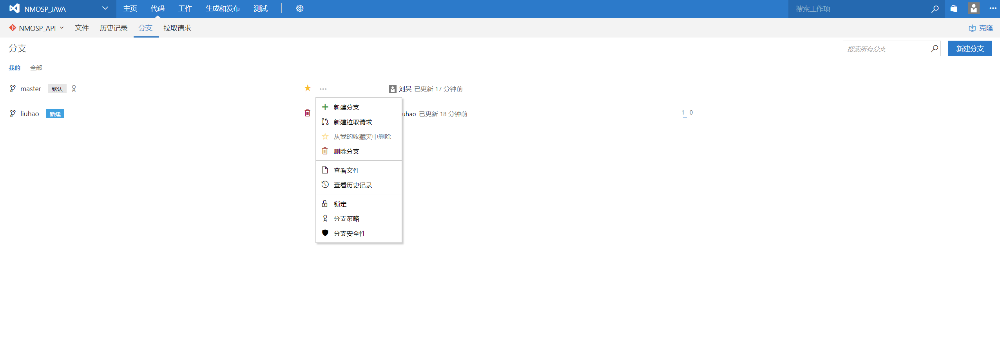 NMOSP_JAVA 主页 代码 工作 生成和发布 测试 搜索工作项
NMOSP_API 文件 历史记录 分支 拉取请求 克隆
分支 搜索所有分支 新建分支
我的 全部
master 默认 刘昊 已更新 17 分钟前
liuhao 新建 uhao 已更新 18 分钟前 1 0
新建分支
新建拉取请求
从我的收藏夹中删除
删除分支
查看文件
查看历史记录
锁定
分支策略
分支安全性